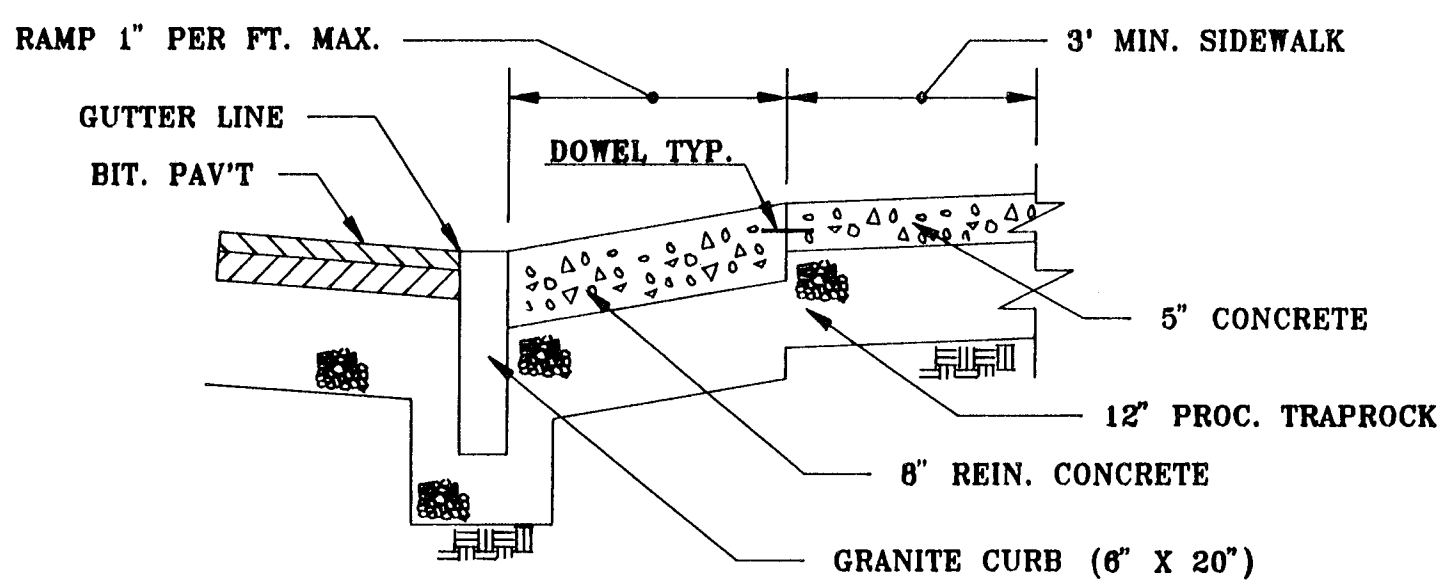 RAMP 1" PER FT. MAX.
3' MIN. SIDEWALK
GUTTER LINE
DOWEL TYP.
BIT. PAV'T
5" CONCRETE
12" PROC. TRAPROCK
8" REIN. CONCRETE
GRANITE CURB (6" X 20")